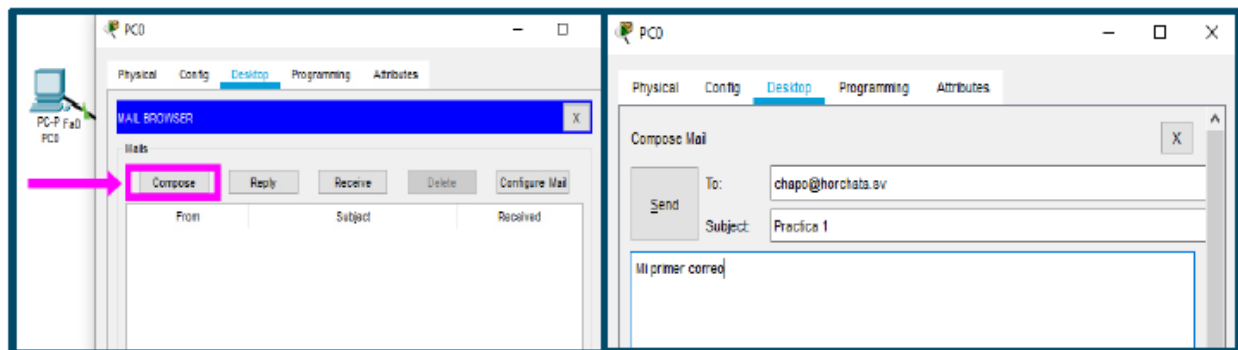 PC0
Physical Config Desktop Programming Attributes
PC-P Fa0
PC0
MAIL BROWSER
X
Mails
Compose Reply Receive Delete Configure Mail
From Subject Received
PC0
Physical Config Desktop Programming Attributes
Compose Mail
X
Send
To: chapo@horchata.sv
Subject: Practica 1
Mi primer correo